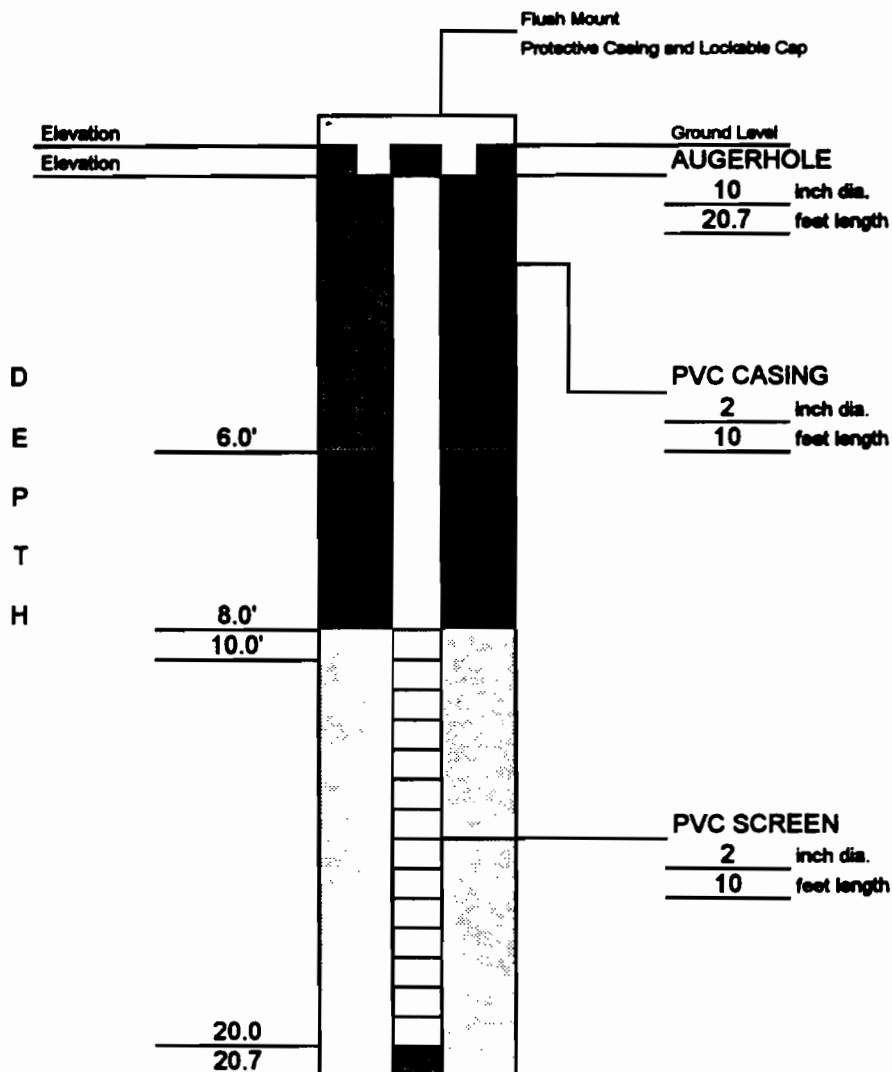 Flush Mount
Protective Casing and Lockable Cap
Elevation
Ground Level
Elevation
AUGERHOLE
10 inch dia.
20.7 feet length
D
E
P
T
H
PVC CASING
2 inch dia.
10 feet length
6.0'
8.0'
10.0'
PVC SCREEN
2 inch dia.
10 feet length
20.0
20.7